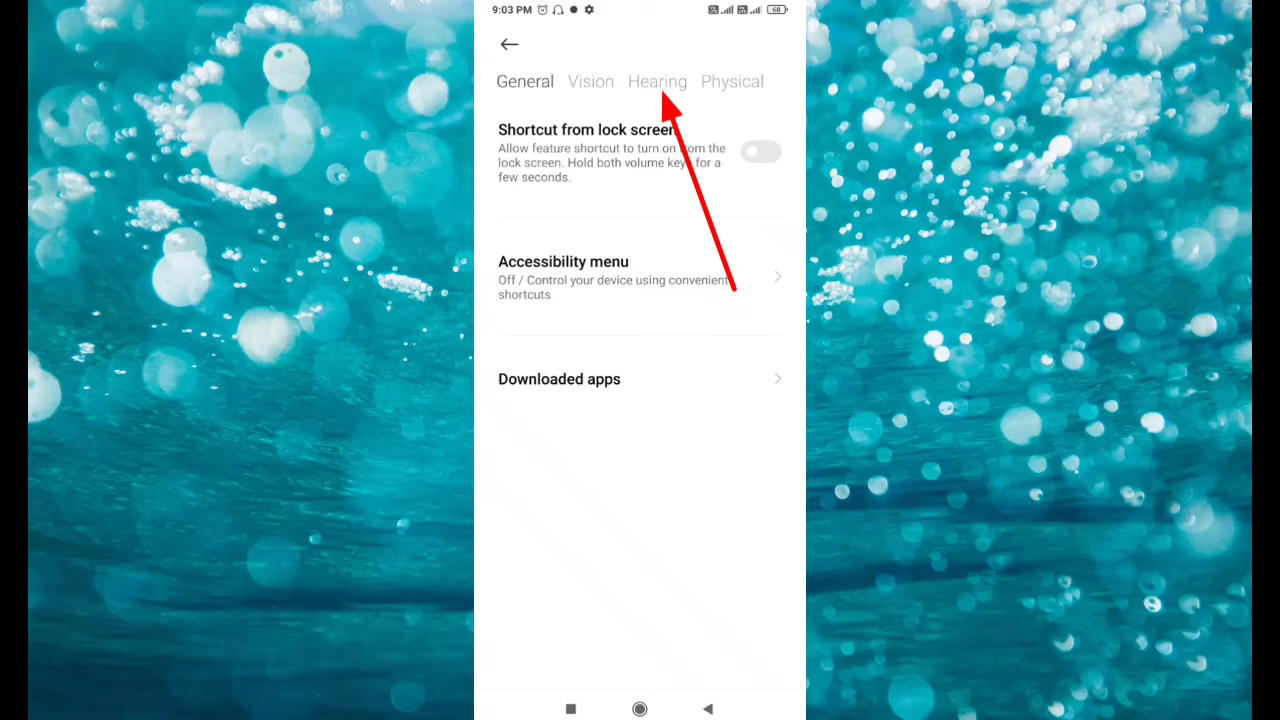 9:03 PM 68
General Vision Hearing Physical
Shortcut from lock screen
Allow feature shortcut to turn on from the
lock screen. Hold both volume keys for a
few seconds.
Accessibility menu
Off / Control your device using convenient
shortcuts
Downloaded apps